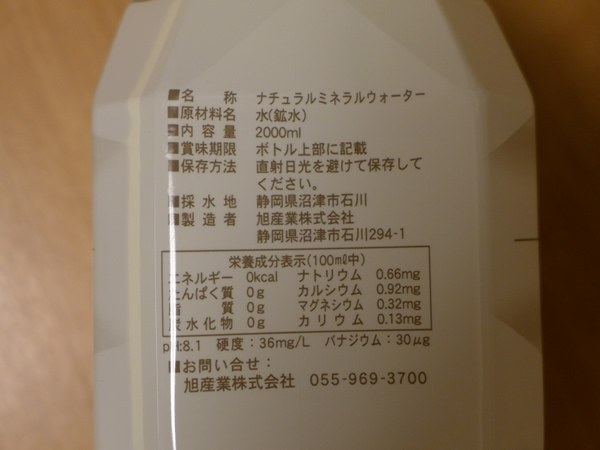 ■名　称 ナチュラルミネラルウォーター
■原材料名 水(鉱水)
■内容量 2000ml
■賞味期限 ボトル上部に記載
■保存方法 直射日光を避けて保存して
ください。
■採水地 静岡県沼津市石川
■製造者 旭産業株式会社
静岡県沼津市石川294-1
栄養成分表示(100mℓ中)
エネルギー 0kcal ナトリウム 0.66mg
たんぱく質 0g カルシウム 0.92mg
脂　質 0g マグネシウム 0.32mg
炭水化物 0g カリウム 0.13mg
pH:8.1 硬度：36mg/L バナジウム：30μg
■お問い合せ：
旭産業株式会社 055-969-3700